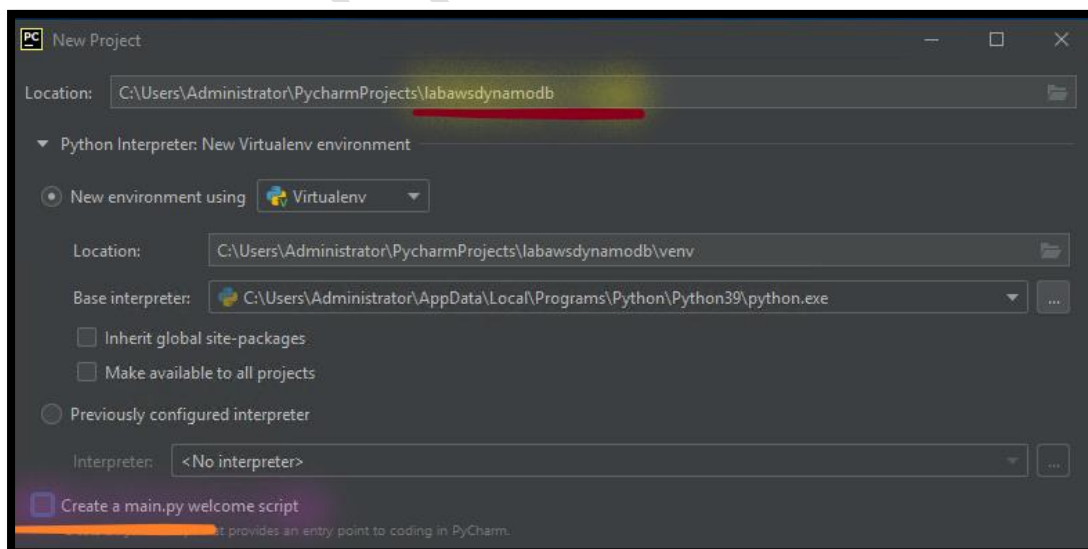 PC New Project
Location: C:\Users\Administrator\PycharmProjects\labawsdynamodb
Python Interpreter: New Virtualenv environment
New environment using Virtualenv
Location: C:\Users\Administrator\PycharmProjects\labawsdynamodb\venv
Base interpreter: C:\Users\Administrator\AppData\Local\Programs\Python\Python39\python.exe ...
Inherit global site-packages
Make available to all projects
Previously configured interpreter
Interpreter: <No interpreter> ...
Create a main.py welcome script
that provides an entry point to coding in PyCharm.